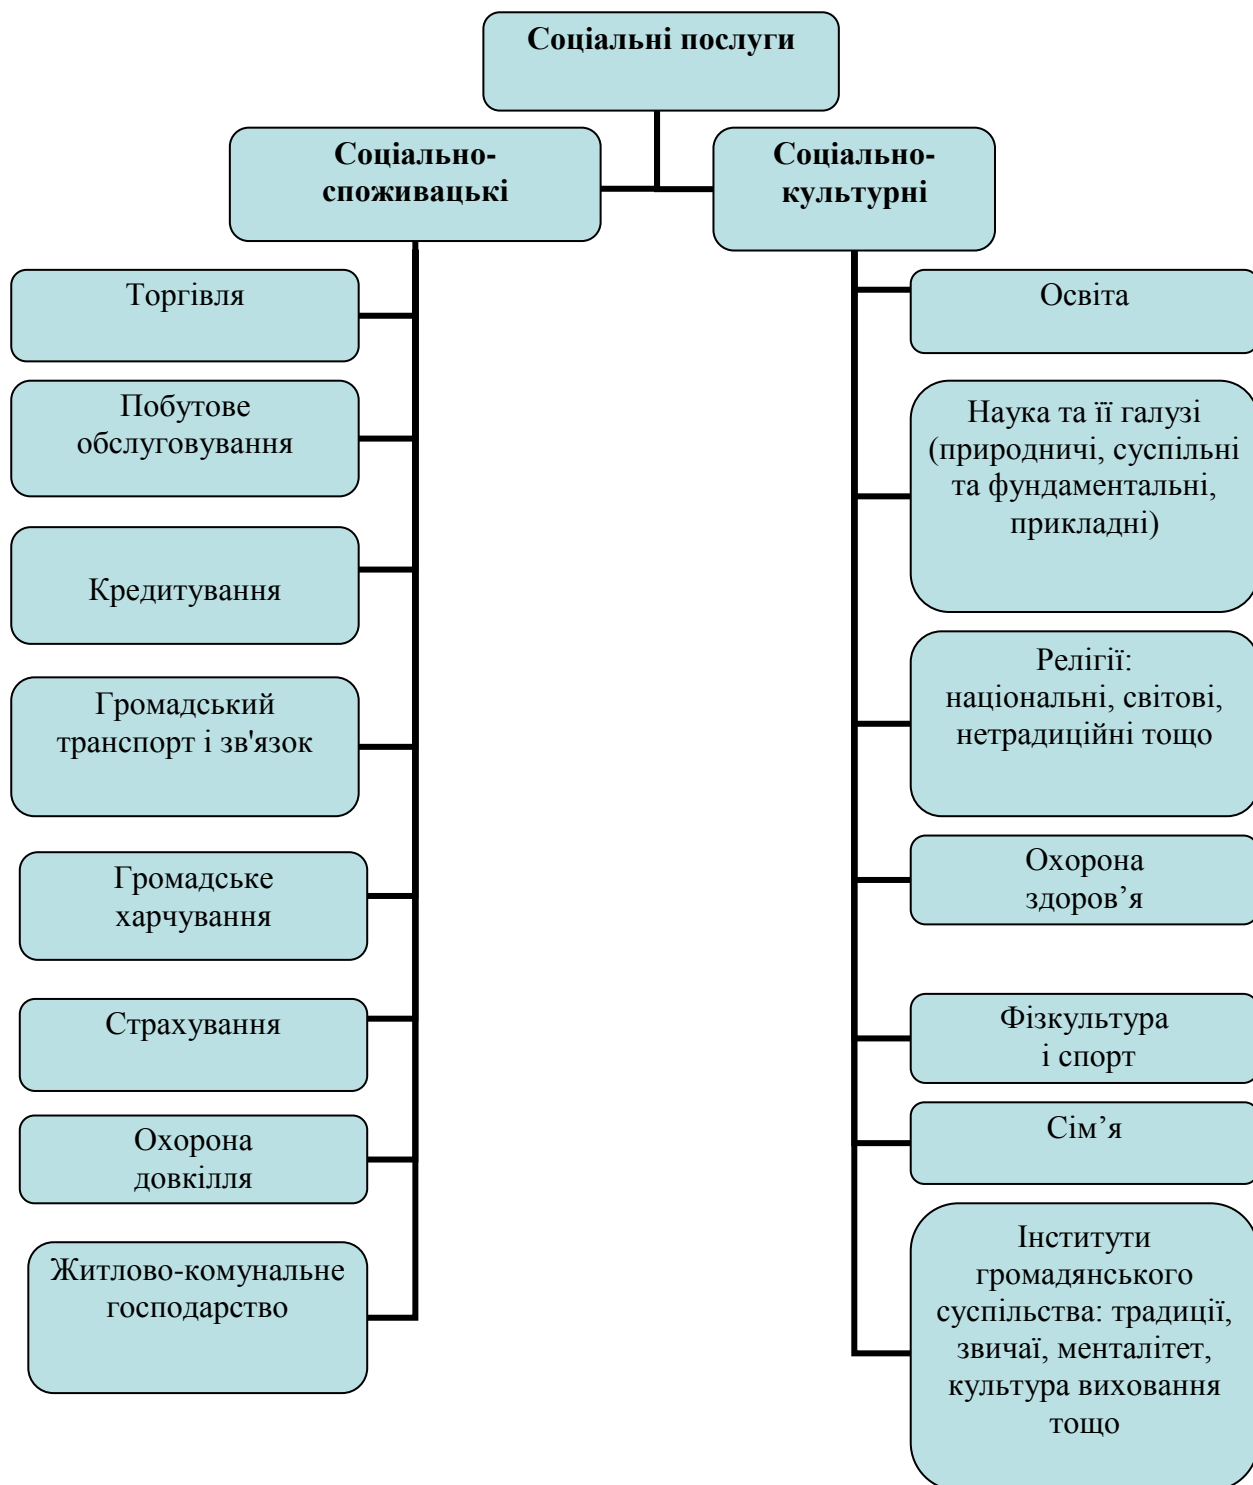 Соціальні послуги
Соціально-
споживацькі
Соціально-
культурні
Торгівля
Побутове
обслуговування
Кредитування
Громадський
транспорт і зв'язок
Громадське
харчування
Страхування
Охорона
довкілля
Житлово-комунальне
господарство
Освіта
Наука та її галузі
(природничі, суспільні
та фундаментальні,
прикладні)
Релігії:
національні, світові,
нетрадиційні тощо
Охорона
здоров’я
Фізкультура
і спорт
Сім’я
Інститути
громадянського
суспільства: традиції,
звичаї, менталітет,
культура виховання
тощо